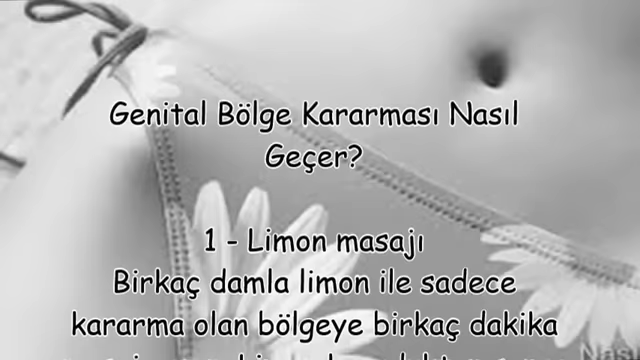 Genital Bölge Kararması Nasıl
Geçer?
1 - Limon masajı
Birkaç damla limon ile sadece
kararma olan bölgeye birkaç dakika